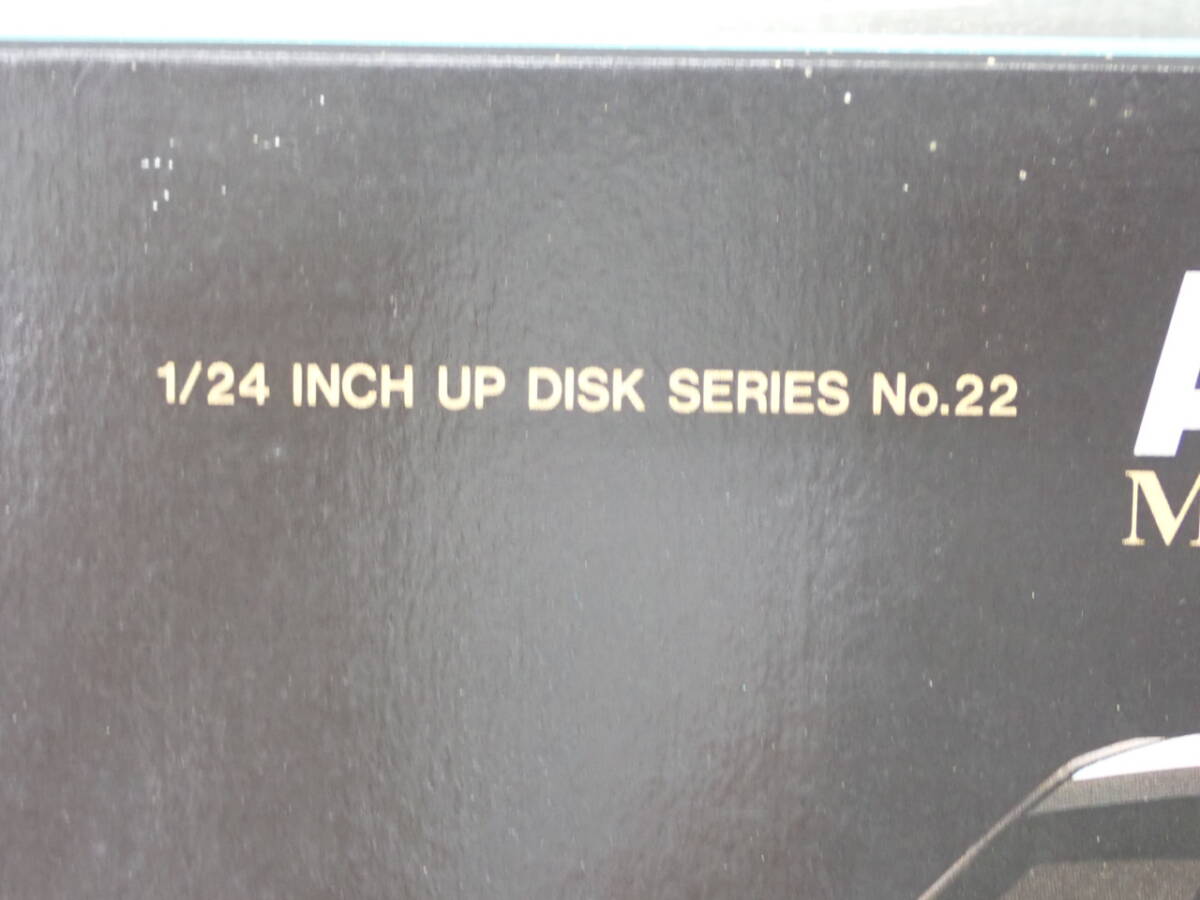 1/24 INCH UP DISK SERIES No.22
M